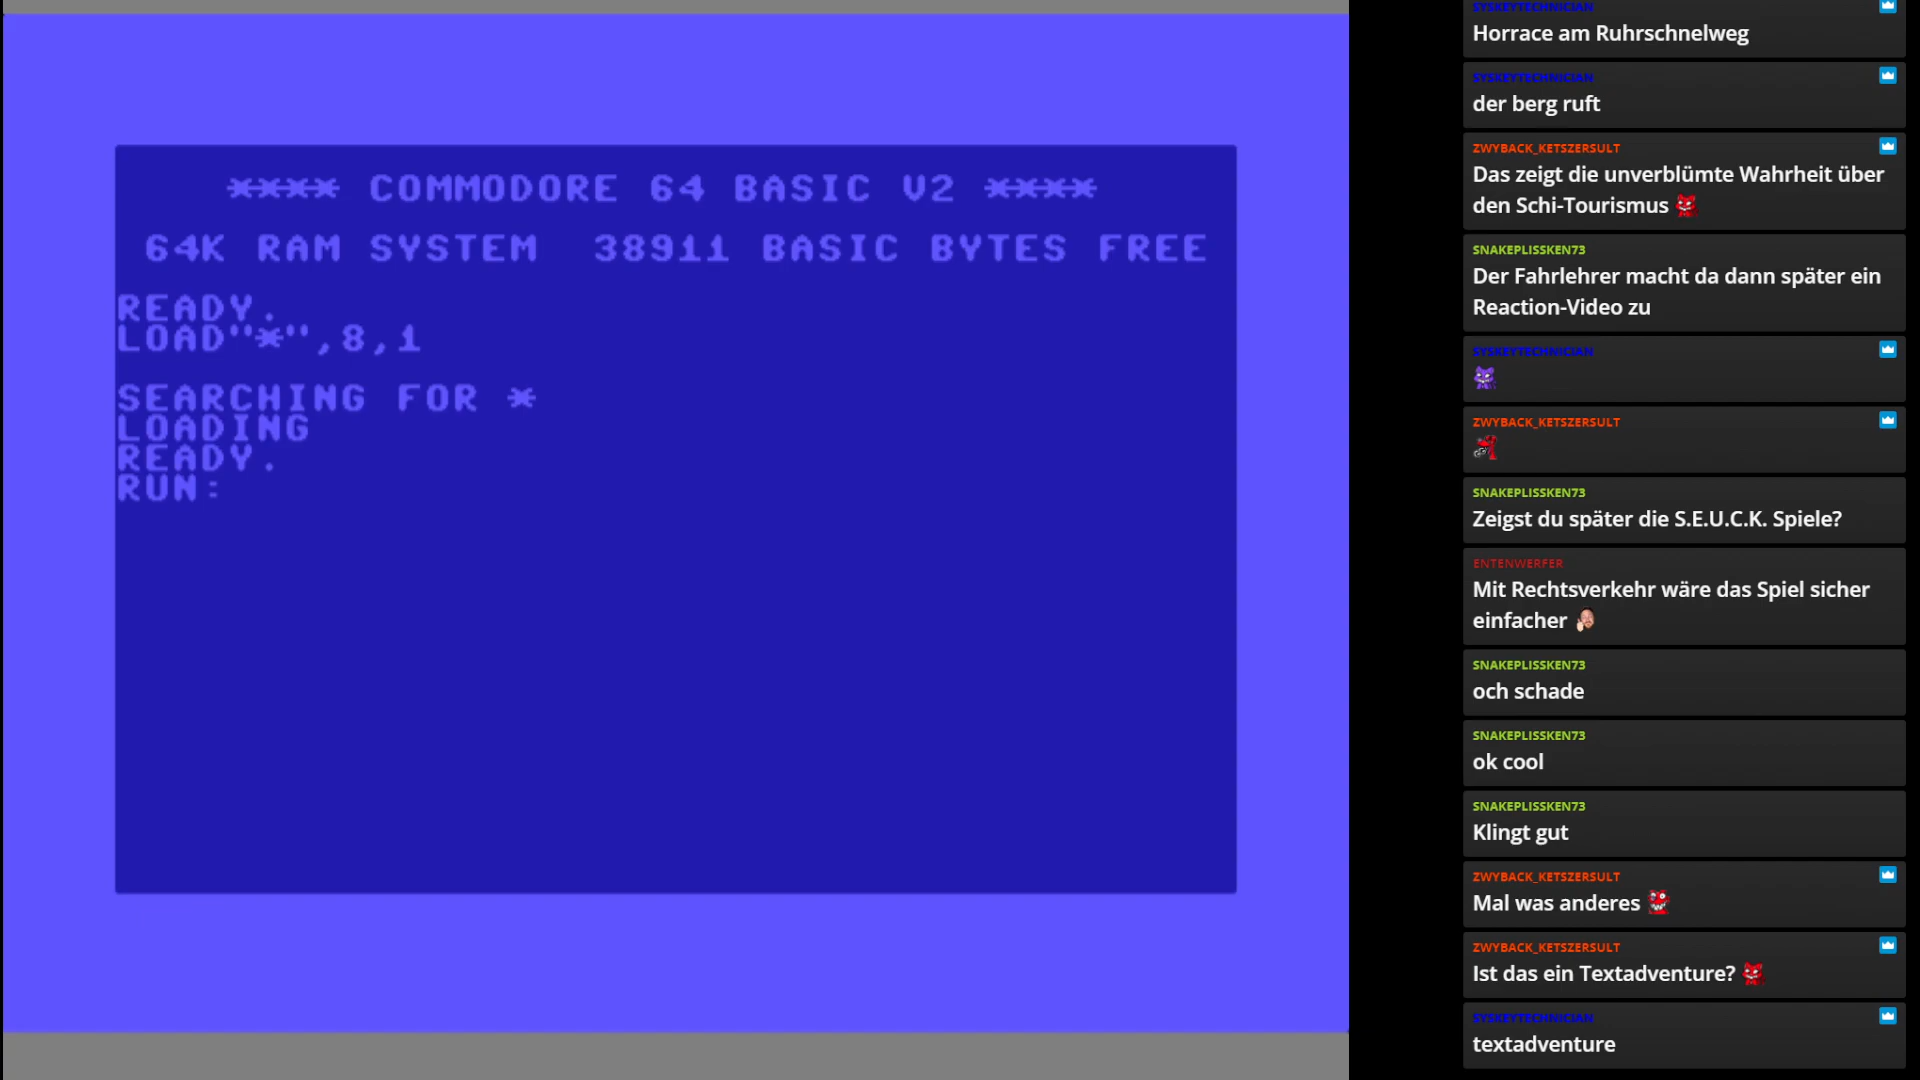 **** COMMODORE 64 BASIC V2 ****
64K RAM SYSTEM  38911 BASIC BYTES FREE
READY.
LOAD"*",8,1
SEARCHING FOR *
LOADING
READY.
RUN:
SYSKEYTECHNICIAN
Horrace am Ruhrschnelweg
SYSKEYTECHNICIAN
der berg ruft
ZWYBACK_KETSZERSULT
Das zeigt die unverblümte Wahrheit über
den Schi-Tourismus
SNAKEPLISSKEN73
Der Fahrlehrer macht da dann später ein
Reaction-Video zu
SYSKEYTECHNICIAN
ZWYBACK_KETSZERSULT
SNAKEPLISSKEN73
Zeigst du später die S.E.U.C.K. Spiele?
ENTENWERFER
Mit Rechtsverkehr wäre das Spiel sicher
einfacher
SNAKEPLISSKEN73
och schade
SNAKEPLISSKEN73
ok cool
SNAKEPLISSKEN73
Klingt gut
ZWYBACK_KETSZERSULT
Mal was anderes
ZWYBACK_KETSZERSULT
Ist das ein Textadventure?
SYSKEYTECHNICIAN
textadventure